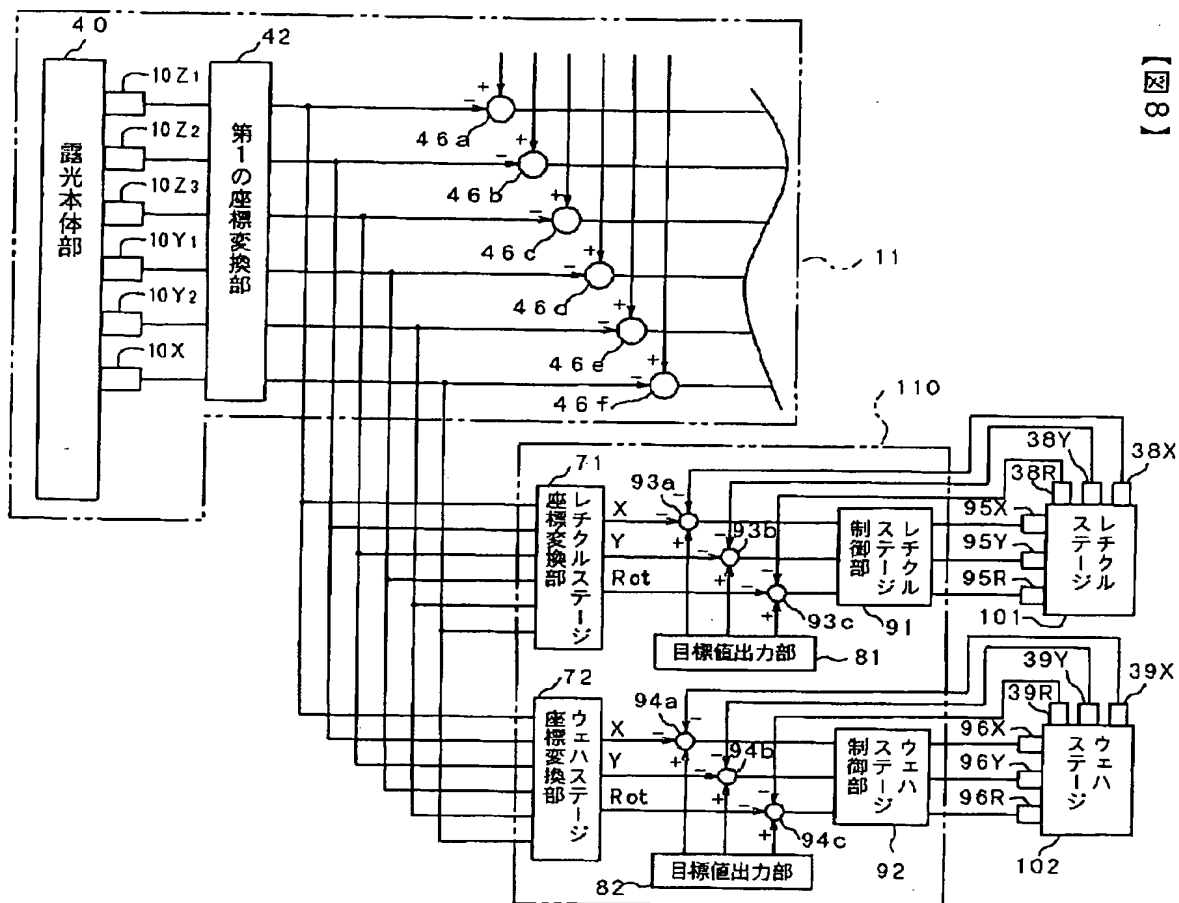 【図8】
40
露光本体部
10Z1
10Z2
10Z3
10Y1
10Y2
10X
42
第1の座標変換部
+
-
46a
+
-
46b
+
-
46c
+
-
46d
+
-
46e
+
-
46f
11
110
71
レチクルステージ
座標変換部
X
Y
Rot
93a
-
-
+
93b
-
-
+
93c
-
-
+
目標値出力部
81
レチクル
ステージ
制御部
91
95X
95Y
95R
38R
38Y
38X
レチクル
ステージ
101
72
ウェハステージ
座標変換部
X
Y
Rot
94a
-
-
+
94b
-
-
+
94c
-
-
+
目標値出力部
82
ウェハ
ステージ
制御部
92
96X
96Y
96R
39R
39Y
39X
ウェハ
ステージ
102